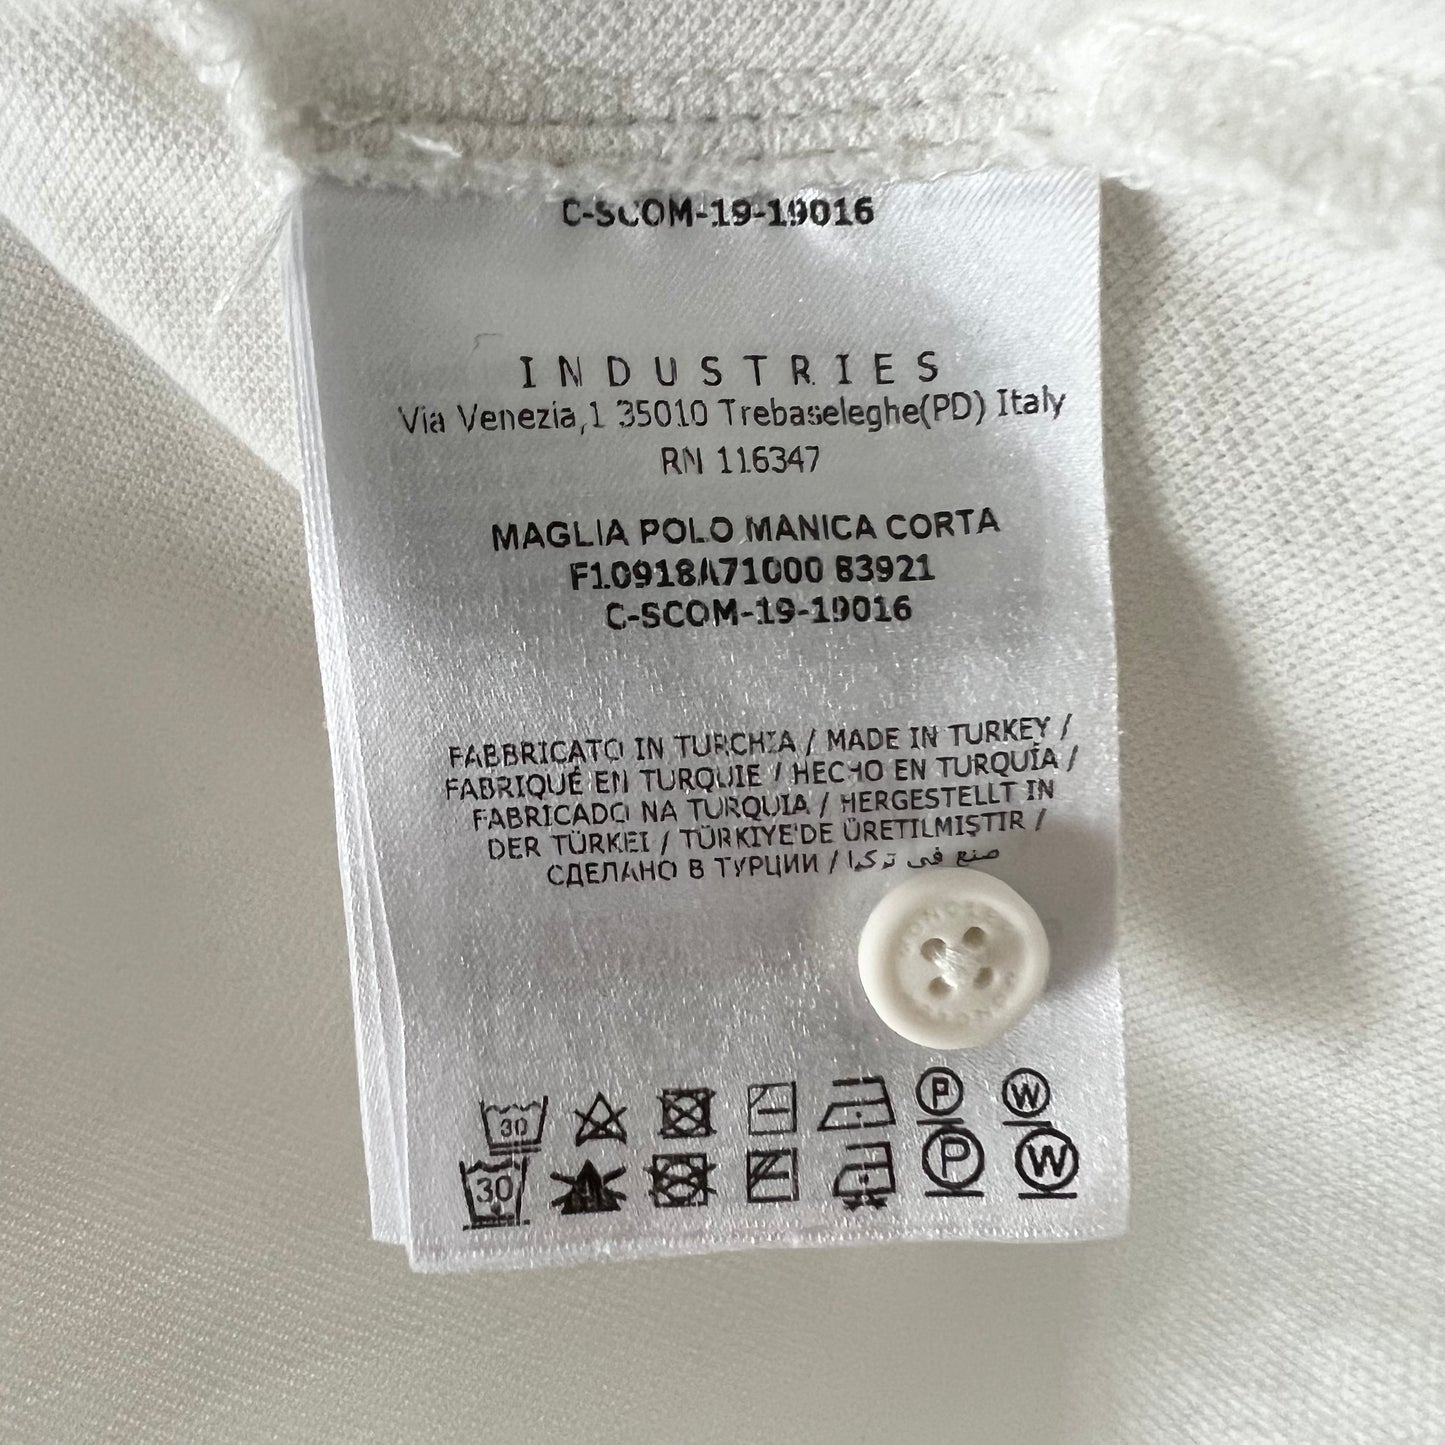 C-SCOM-19-19016
INDUSTRIES
Via Venezia,1 35010 Trebaseleghe(PD) Italy
RN 116347
MAGLIA POLO MANICA CORTA
F10918A71000 83921
C-SCOM-19-19016
FABBRICATO IN TURCHIA / MADE IN TURKEY /
FABRIQUÉ EN TURQUIE / HECHO EN TURQUÍA /
FABRICADO NA TURQUIA / HERGESTELLT IN
DER TÜRKEI / TÜRKIYE'DE ÜRETILMIŞTIR /
СДЕЛАНО В ТУРЦИИ / صنع في تركيا
MONCLER
30 P W
30 P W